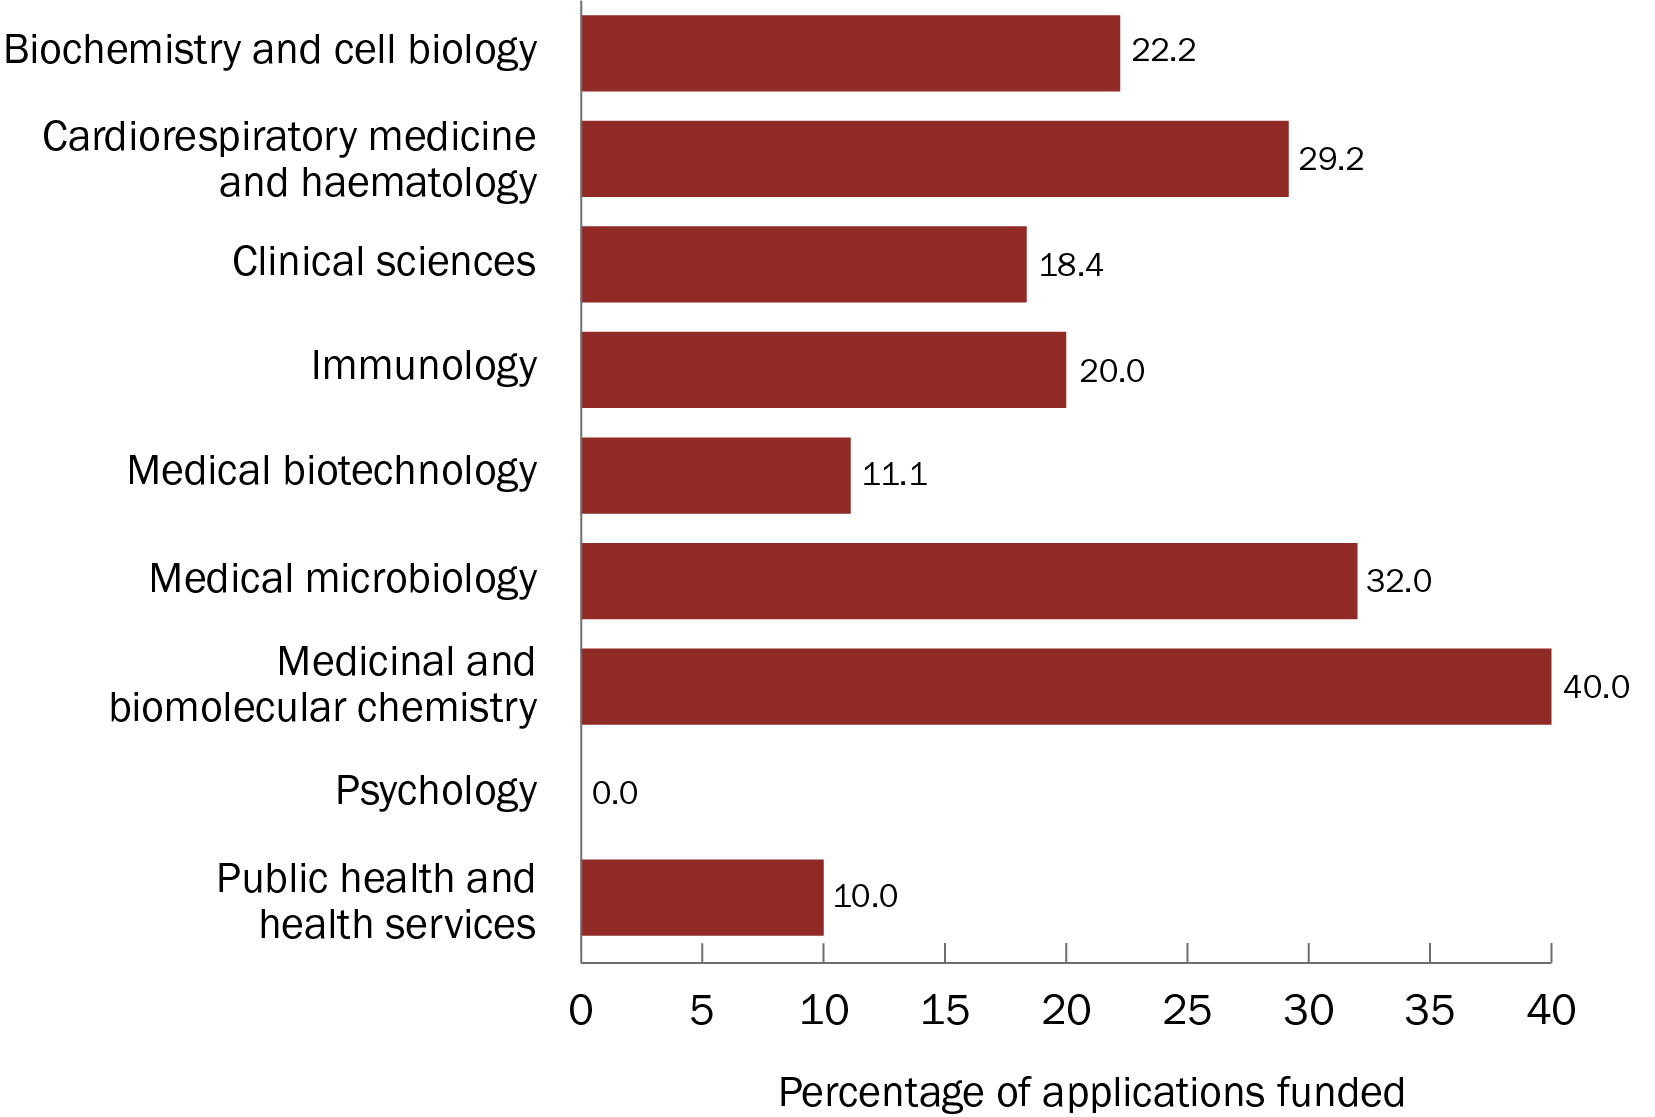 Biochemistry and cell biology
22.2
Cardiorespiratory medicine
and haematology
29.2
Clinical sciences
18.4
Immunology
20.0
Medical biotechnology
11.1
Medical microbiology
32.0
Medicinal and
biomolecular chemistry
40.0
Psychology
0.0
Public health and
health services
10.0
0 5 10 15 20 25 30 35 40
Percentage of applications funded